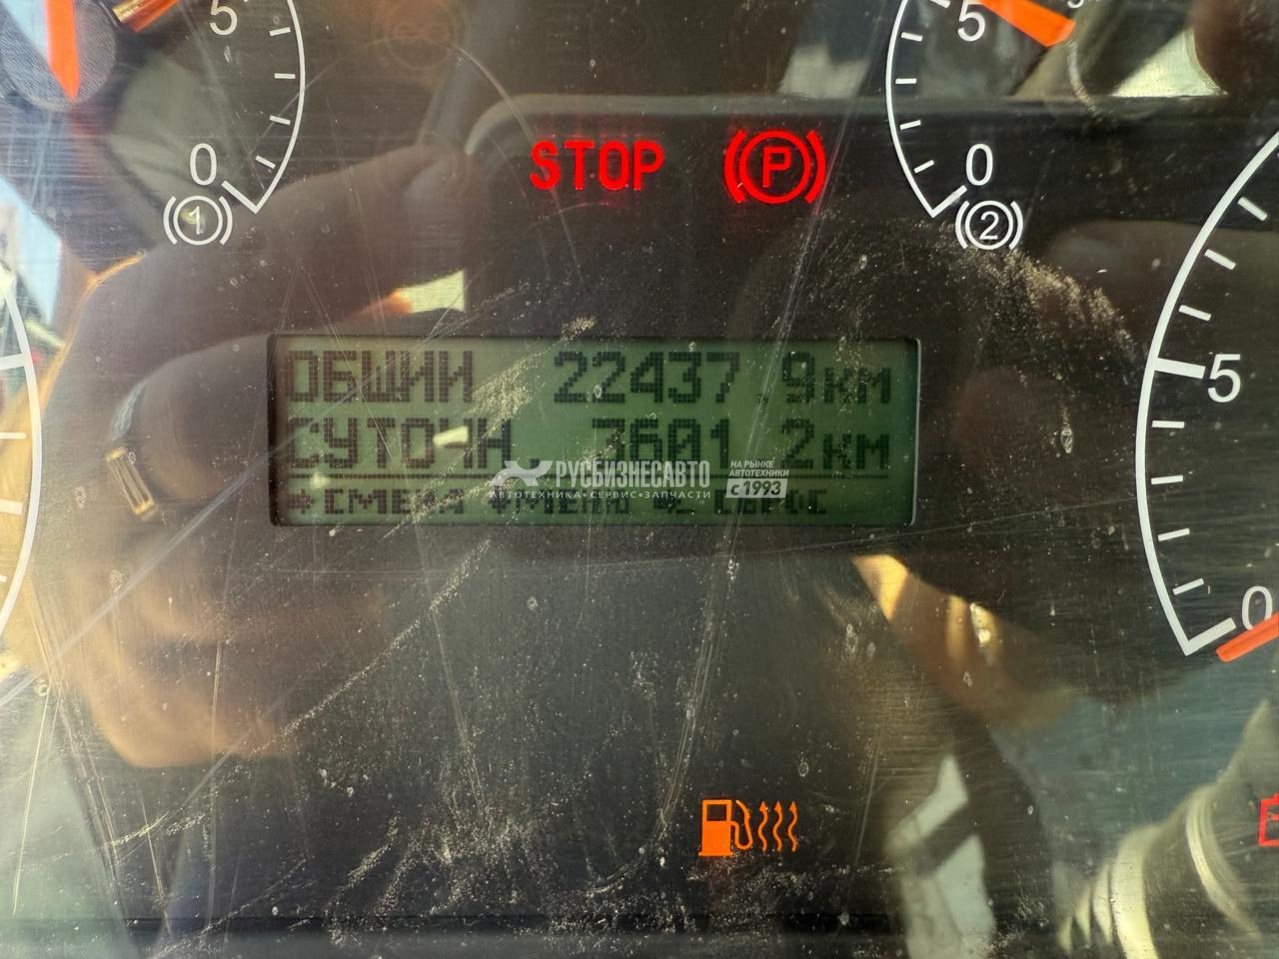 5
5
0
0
STOP
P
1
2
ОБЩИЙ 22437.9км
5
СУТОЧН. 3601.2км
РУСБИЗНЕСАВТО
АВТОТЕХНИКА•СЕРВИС•ЗАПЧАСТИ
НА РЫНКЕ
АВТОТЕХНИКИ
с 1993
СМЕНА
0